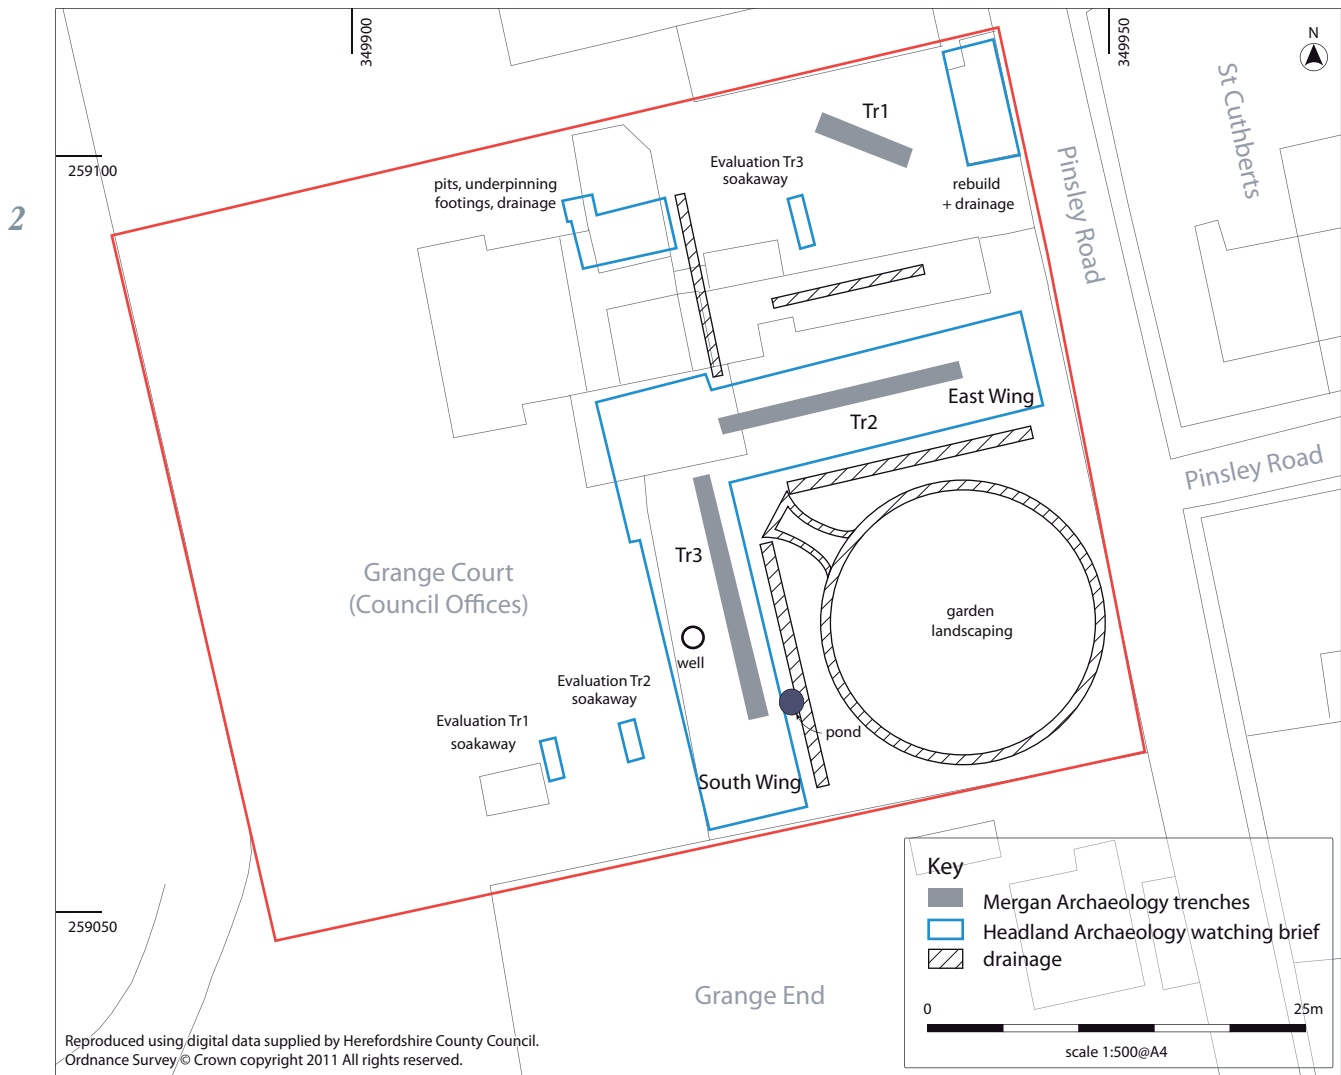 349900
349950
N
259100
2
Tr1
Evaluation Tr3
soakaway
pits, underpinning
footings, drainage
rebuild
+ drainage
Pinsley Road
St Cuthberts
East Wing
Tr2
Pinsley Road
Tr3
Grange Court
(Council Offices)
garden
landscaping
well
Evaluation Tr2
soakaway
Evaluation Tr1
soakaway
pond
South Wing
259050
Grange End
Key
Mergan Archaeology trenches
Headland Archaeology watching brief
drainage
0 25m
scale 1:500@A4
Reproduced using digital data supplied by Herefordshire County Council.
Ordnance Survey © Crown copyright 2011 All rights reserved.